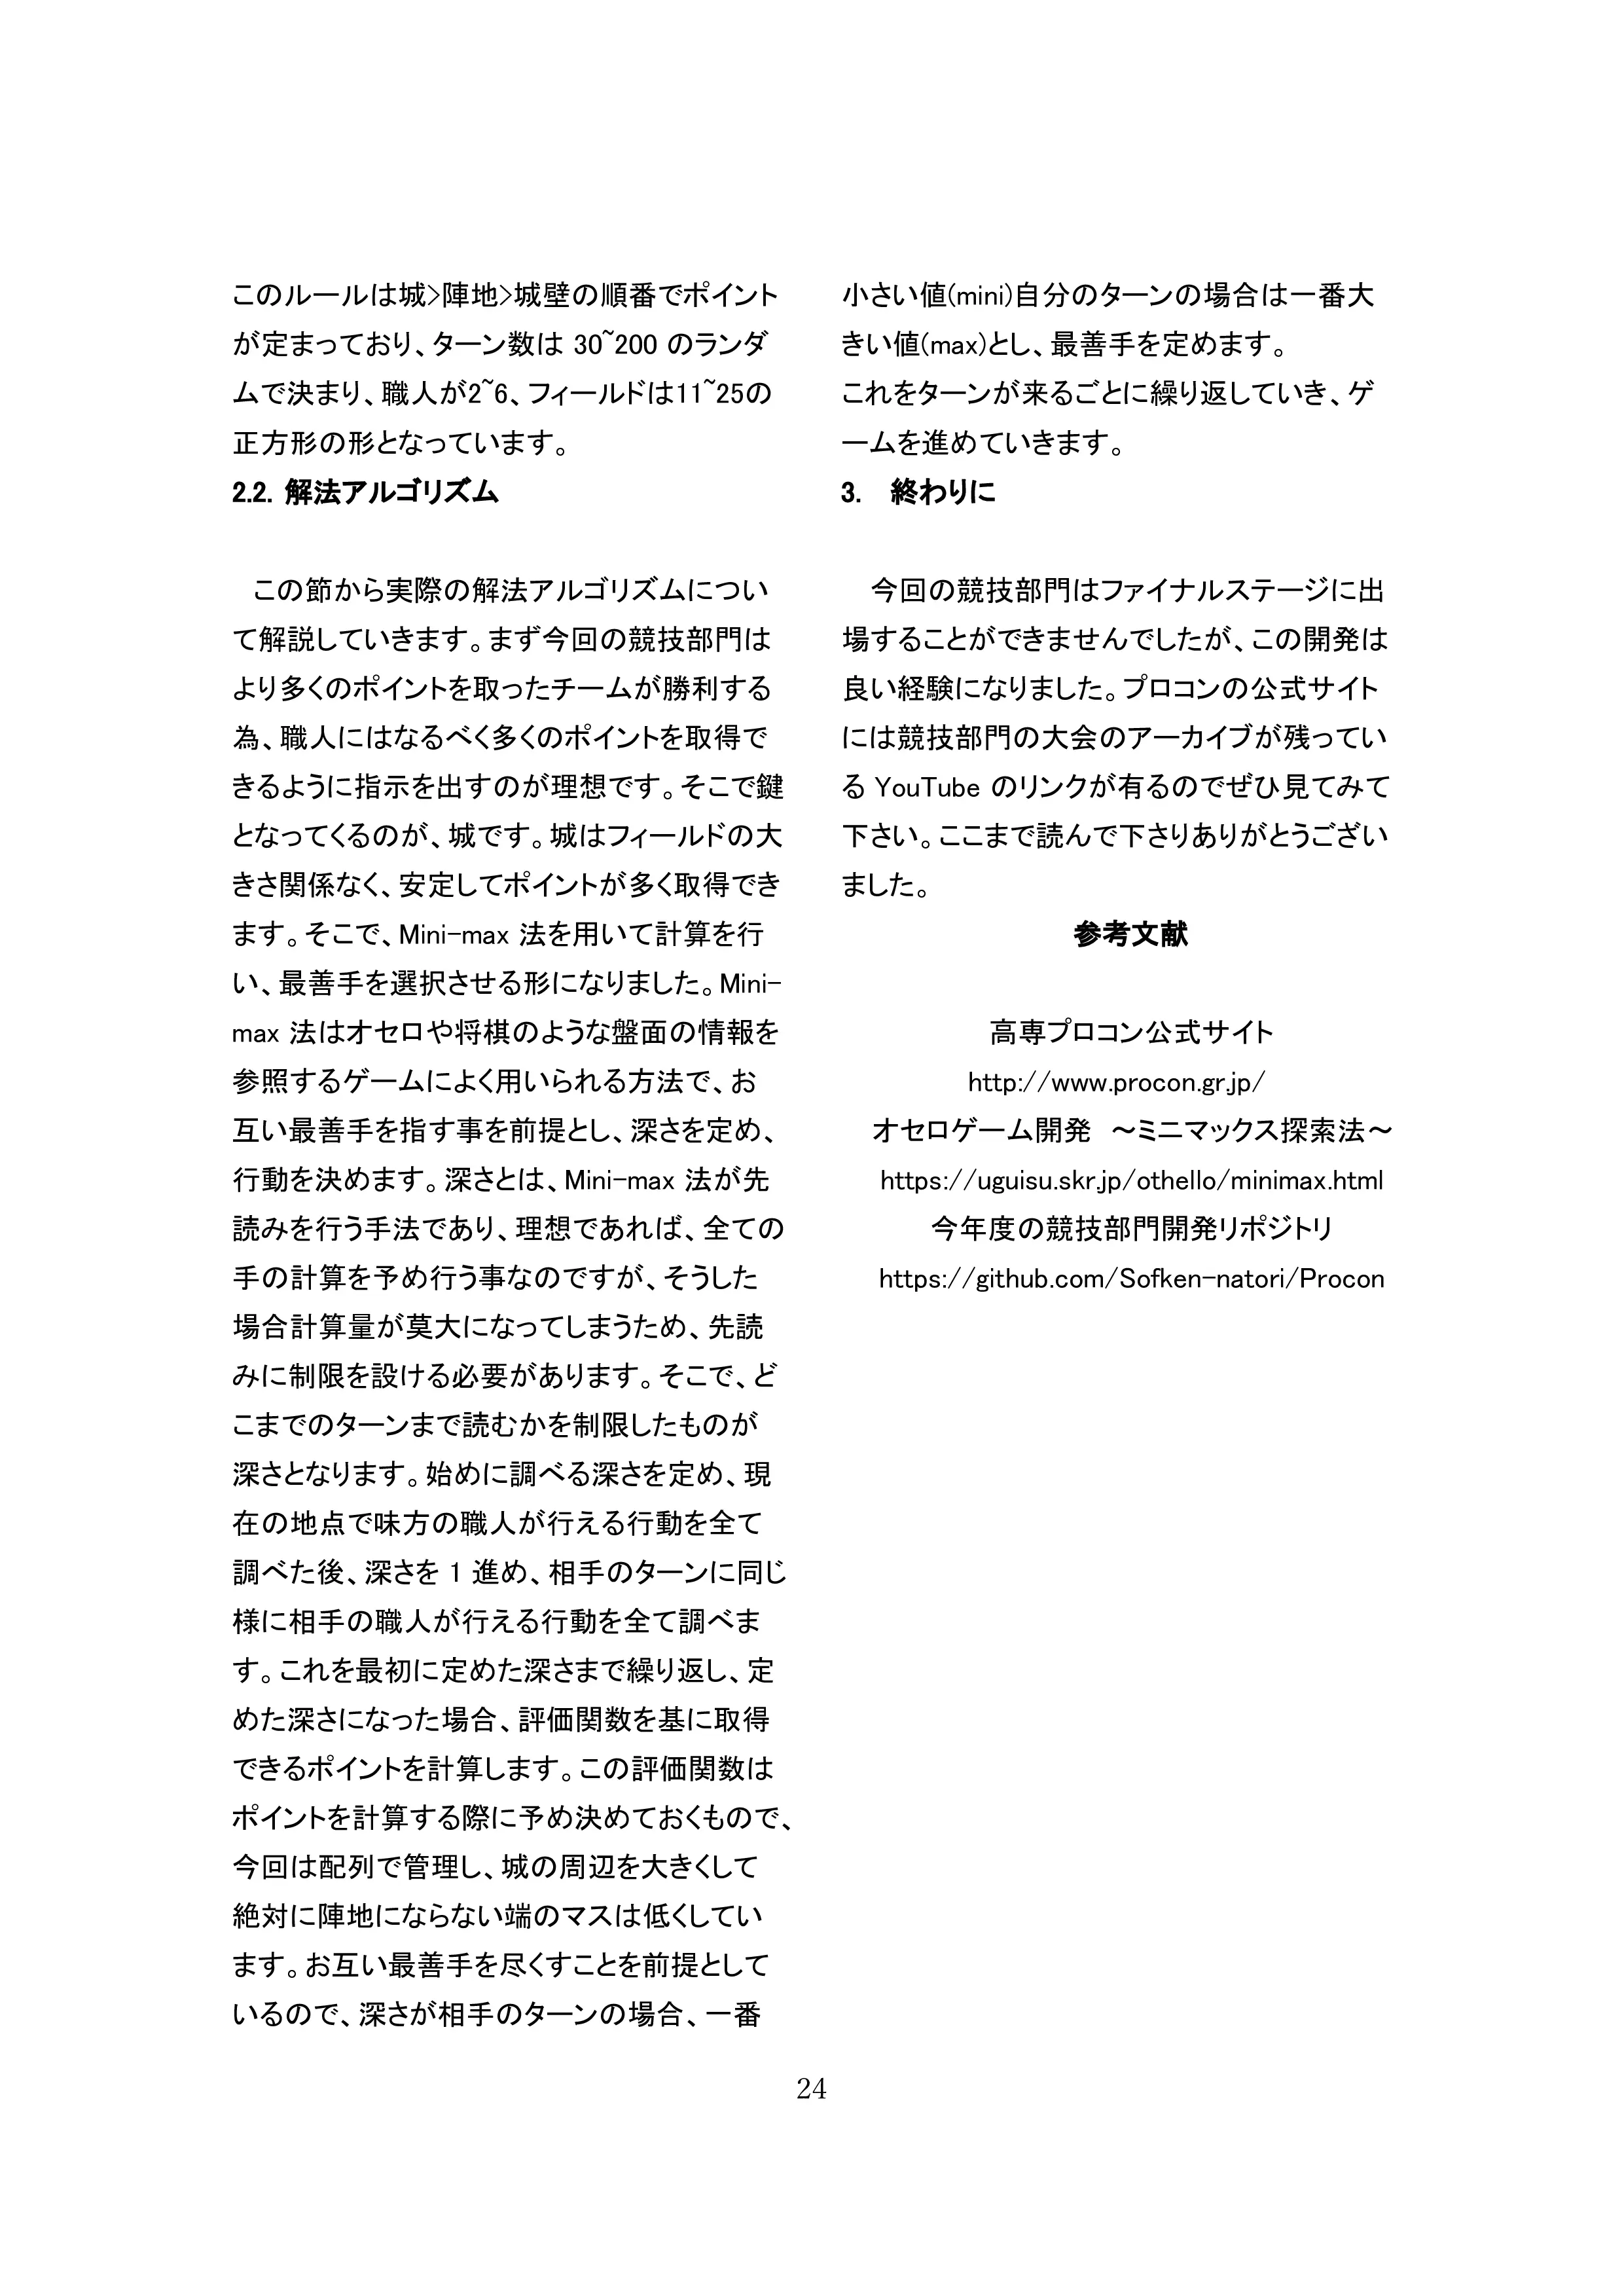 このルールは城>陣地>城壁の順番でポイント
が定まっており、ターン数は 30~200 のランダ
ムで決まり、職人が2~6、フィールドは11~25の
正方形の形となっています。
2.2. 解法アルゴリズム
この節から実際の解法アルゴリズムについ
て解説していきます。まず今回の競技部門は
より多くのポイントを取ったチームが勝利する
為、職人にはなるべく多くのポイントを取得で
きるように指示を出すのが理想です。そこで鍵
となってくるのが、城です。城はフィールドの大
きさ関係なく、安定してポイントが多く取得でき
ます。そこで、Mini-max 法を用いて計算を行
い、最善手を選択させる形になりました。Mini-
max 法はオセロや将棋のような盤面の情報を
参照するゲームによく用いられる方法で、お
互い最善手を指す事を前提とし、深さを定め、
行動を決めます。深さとは、Mini-max 法が先
読みを行う手法であり、理想であれば、全ての
手の計算を予め行う事なのですが、そうした
場合計算量が莫大になってしまうため、先読
みに制限を設ける必要があります。そこで、ど
こまでのターンまで読むかを制限したものが
深さとなります。始めに調べる深さを定め、現
在の地点で味方の職人が行える行動を全て
調べた後、深さを 1 進め、相手のターンに同じ
様に相手の職人が行える行動を全て調べま
す。これを最初に定めた深さまで繰り返し、定
めた深さになった場合、評価関数を基に取得
できるポイントを計算します。この評価関数は
ポイントを計算する際に予め決めておくもので、
今回は配列で管理し、城の周辺を大きくして
絶対に陣地にならない端のマスは低くしてい
ます。お互い最善手を尽くすことを前提として
いるので、深さが相手のターンの場合、一番
小さい値(mini)自分のターンの場合は一番大
きい値(max)とし、最善手を定めます。
これをターンが来るごとに繰り返していき、ゲ
ームを進めていきます。
3. 終わりに
今回の競技部門はファイナルステージに出
場することができませんでしたが、この開発は
良い経験になりました。プロコンの公式サイト
には競技部門の大会のアーカイブが残ってい
る YouTube のリンクが有るのでぜひ見てみて
下さい。ここまで読んで下さりありがとうござい
ました。
参考文献
高専プロコン公式サイト
http://www.procon.gr.jp/
オセロゲーム開発 ～ミニマックス探索法～
https://uguisu.skr.jp/othello/minimax.html
今年度の競技部門開発リポジトリ
https://github.com/Sofken-natori/Procon
24